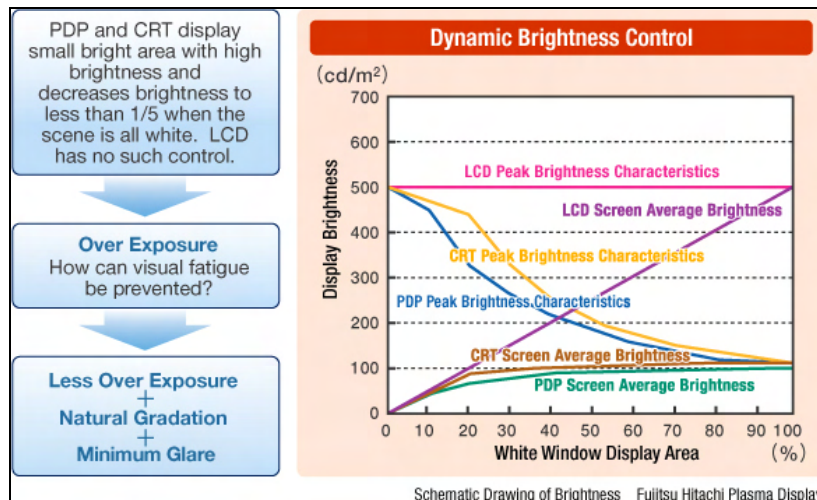 PDP and CRT display
small bright area with high
brightness and
decreases brightness to
less than 1/5 when the
scene is all white. LCD
has no such control.
Over Exposure
How can visual fatigue
be prevented?
Less Over Exposure
+
Natural Gradation
+
Minimum Glare
Dynamic Brightness Control
(cd/m²)
Display Brightness
700
600
500
400
300
200
100
0
LCD Peak Brightness Characteristics
LCD Screen Average Brightness
CRT Peak Brightness Characteristics
PDP Peak Brightness Characteristics
CRT Screen Average Brightness
PDP Screen Average Brightness
0 10 20 30 40 50 60 70 80 90 100
White Window Display Area (%)
Schematic Drawing of Brightness Fujitsu Hitachi Plasma Display